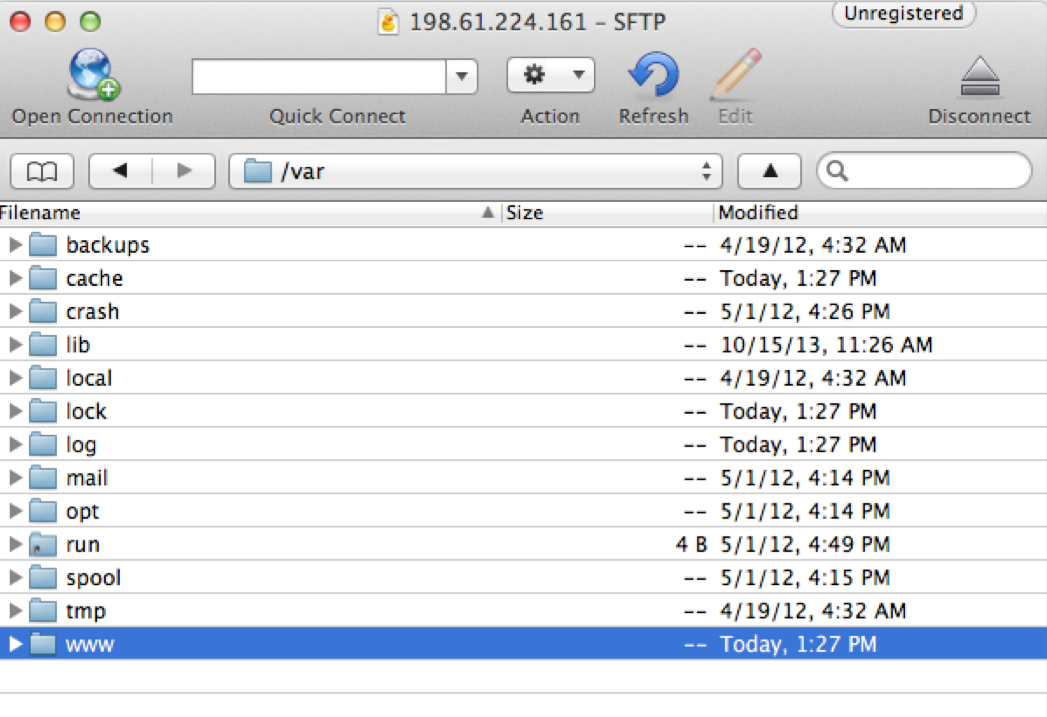 198.61.224.161 – SFTP
Unregistered
Open Connection
Quick Connect
Action
Refresh
Edit
Disconnect
/var
Filename Size Modified
backups -- 4/19/12, 4:32 AM
cache -- Today, 1:27 PM
crash -- 5/1/12, 4:26 PM
lib -- 10/15/13, 11:26 AM
local -- 4/19/12, 4:32 AM
lock -- Today, 1:27 PM
log -- Today, 1:27 PM
mail -- 5/1/12, 4:14 PM
opt -- 5/1/12, 4:14 PM
run 4 B 5/1/12, 4:49 PM
spool -- 5/1/12, 4:15 PM
tmp -- 4/19/12, 4:32 AM
www -- Today, 1:27 PM